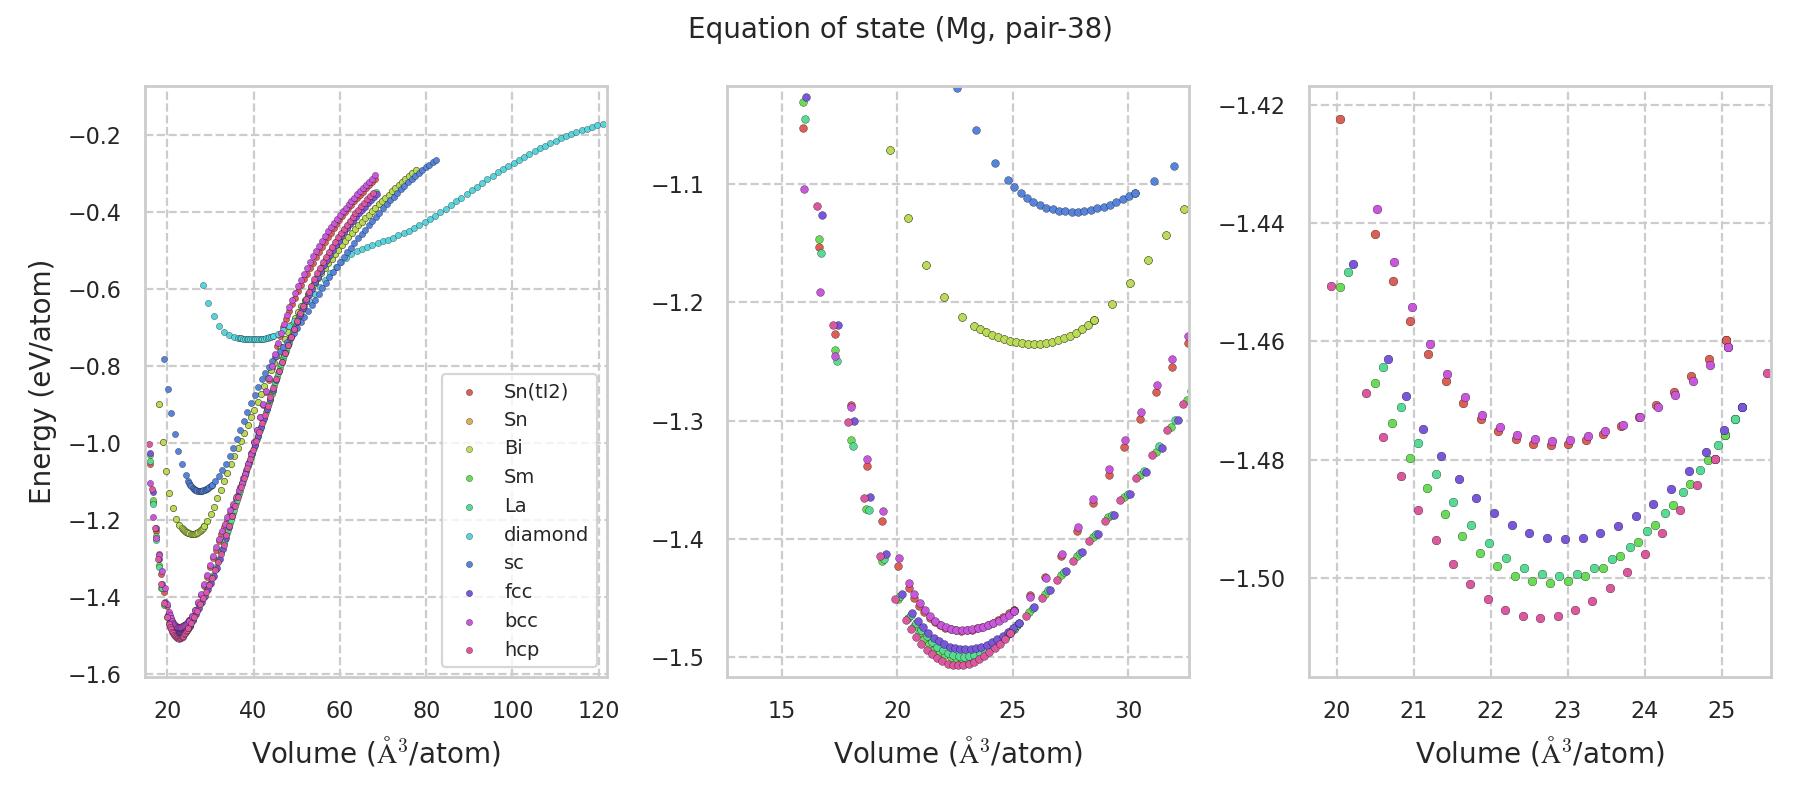 Equation of state (Mg, pair-38)
Energy (eV/atom)
−0.2
−0.4
−0.6
−0.8
−1.0
−1.2
−1.4
−1.6
20 40 60 80 100 120
Volume (Å³/atom)
Sn(tI2)
Sn
Bi
Sm
La
diamond
sc
fcc
bcc
hcp
−1.1
−1.2
−1.3
−1.4
−1.5
15 20 25 30
Volume (Å³/atom)
−1.42
−1.44
−1.46
−1.48
−1.50
20 21 22 23 24 25
Volume (Å³/atom)